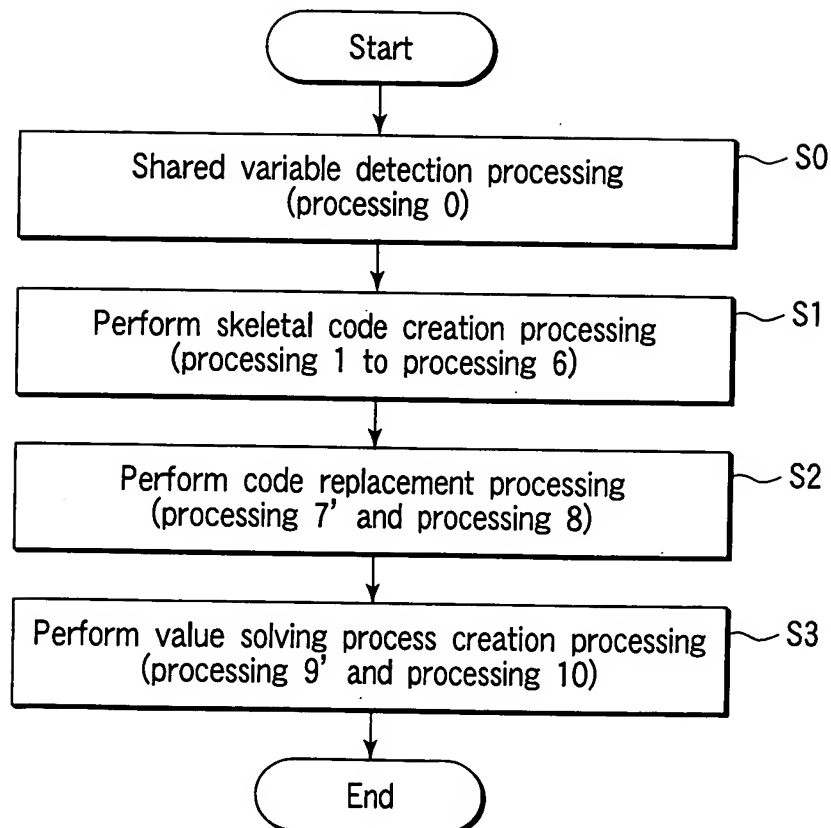 Start
Shared variable detection processing
(processing 0)
S0
Perform skeletal code creation processing
(processing 1 to processing 6)
S1
Perform code replacement processing
(processing 7' and processing 8)
S2
Perform value solving process creation processing
(processing 9' and processing 10)
S3
End